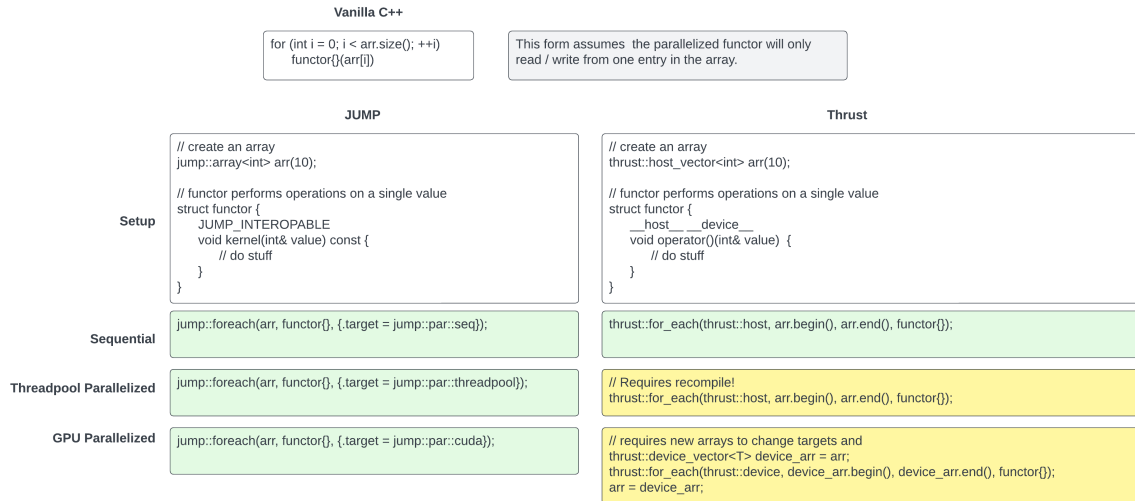 Vanilla C++
for (int i = 0; i < arr.size(); ++i)
functor{}(arr[i])
This form assumes  the parallelized functor will only
read / write from one entry in the array.
JUMP
Thrust
Setup
// create an array
jump::array<int> arr(10);
// functor performs operations on a single value
struct functor {
JUMP_INTEROPABLE
void kernel(int& value) const {
// do stuff
}
}
// create an array
thrust::host_vector<int> arr(10);
// functor performs operations on a single value
struct functor {
__host__ __device__
void operator()(int& value)  {
// do stuff
}
}
Sequential
jump::foreach(arr, functor{}, {.target = jump::par::seq});
thrust::for_each(thrust::host, arr.begin(), arr.end(), functor{});
Threadpool Parallelized
jump::foreach(arr, functor{}, {.target = jump::par::threadpool});
// Requires recompile!
thrust::for_each(thrust::host, arr.begin(), arr.end(), functor{});
GPU Parallelized
jump::foreach(arr, functor{}, {.target = jump::par::cuda});
// requires new arrays to change targets and
thrust::device_vector<T> device_arr = arr;
thrust::for_each(thrust::device, device_arr.begin(), device_arr.end(), functor{});
arr = device_arr;